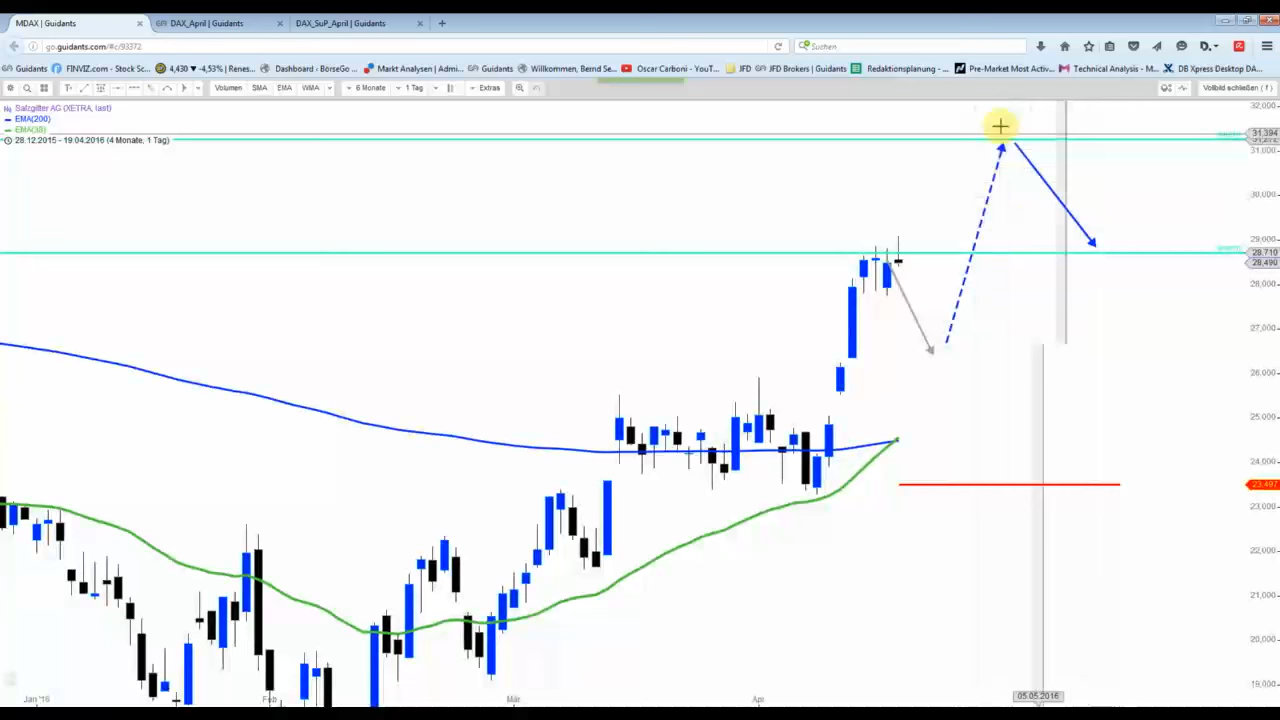 MDAX | Guidants
DAX_April | Guidants
DAX_SuP_April | Guidants
go.guidants.com/#c/93372
Suchen
Guidants
FINVIZ.com - Stock Sc...
4,430 ▼ -4,53% | Renes...
Dashboard ‹ BörseGo ...
Markt Analysen | Admi...
Guidants
Willkommen, Bernd Se...
Oscar Carboni - YouT...
JFD
JFD Brokers | Guidants
Redaktionsplanung - ...
Pre-Market Most Activ...
Technical Analysis - M...
DB Xpress Desktop DA...
Volumen
SMA
EMA
WMA
6 Monate
1 Tag
Extras
Vollbild schließen ( f )
Salzgitter AG (XETRA, last)
EMA(200)
EMA(38)
28.12.2015 - 19.04.2016 (4 Monate, 1 Tag)
32,000
31,394
31,000
30,000
29,000
28,710
28,490
28,000
27,000
26,000
25,000
24,000
23,497
23,000
22,000
21,000
20,000
19,000
Jan '16
Feb
Mär
Apr
05.05.2016